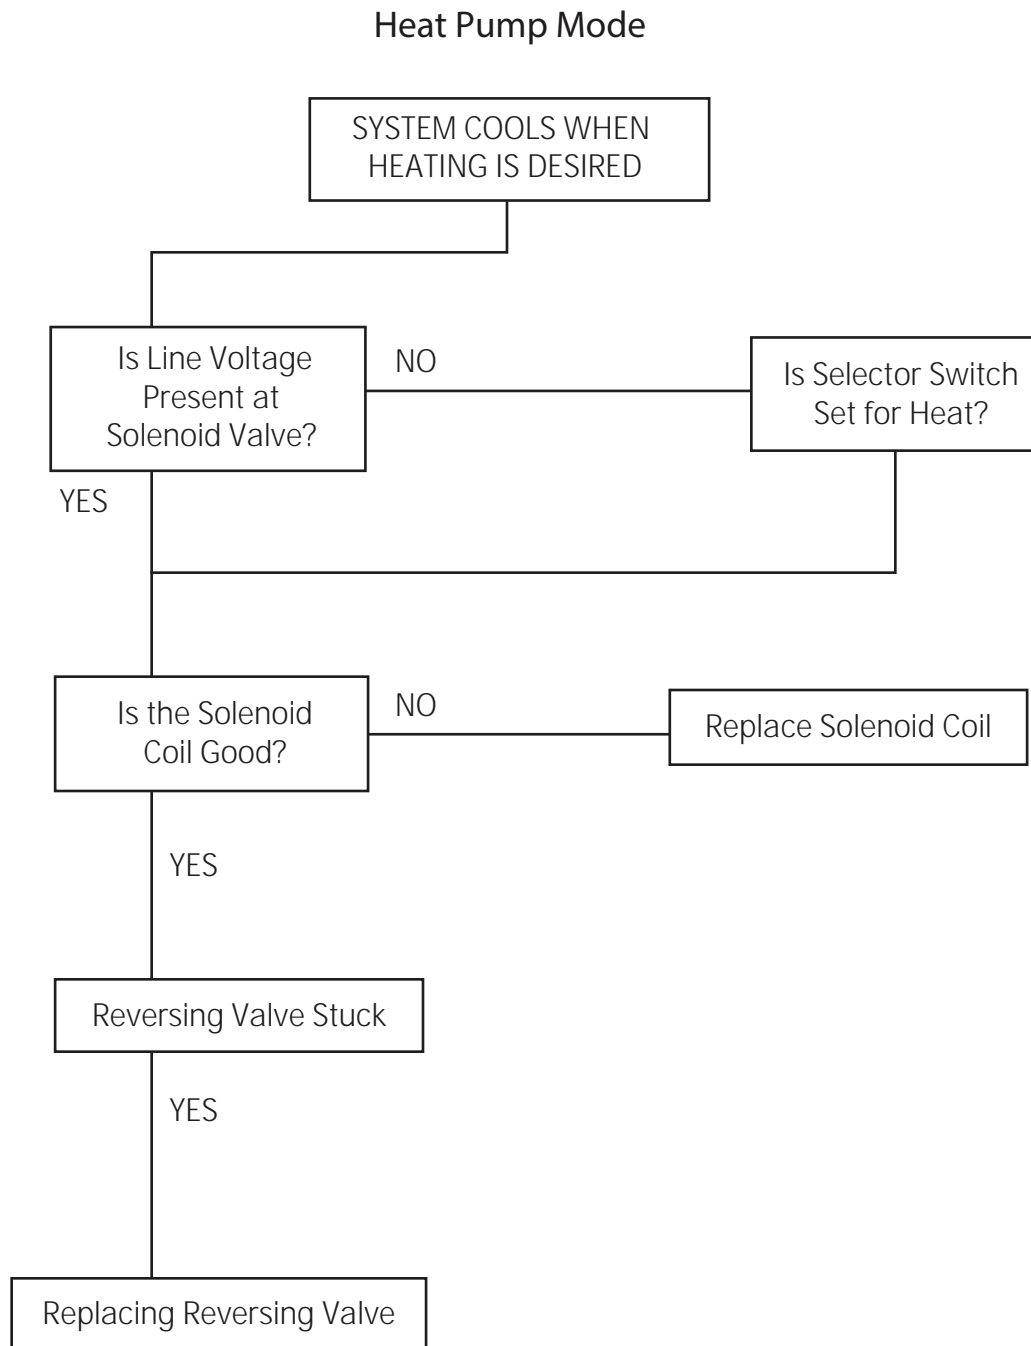 Heat Pump Mode
SYSTEM COOLS WHEN
HEATING IS DESIRED
Is Line Voltage
Present at
Solenoid Valve?
NO
Is Selector Switch
Set for Heat?
YES
Is the Solenoid
Coil Good?
NO
Replace Solenoid Coil
YES
Reversing Valve Stuck
YES
Replacing Reversing Valve